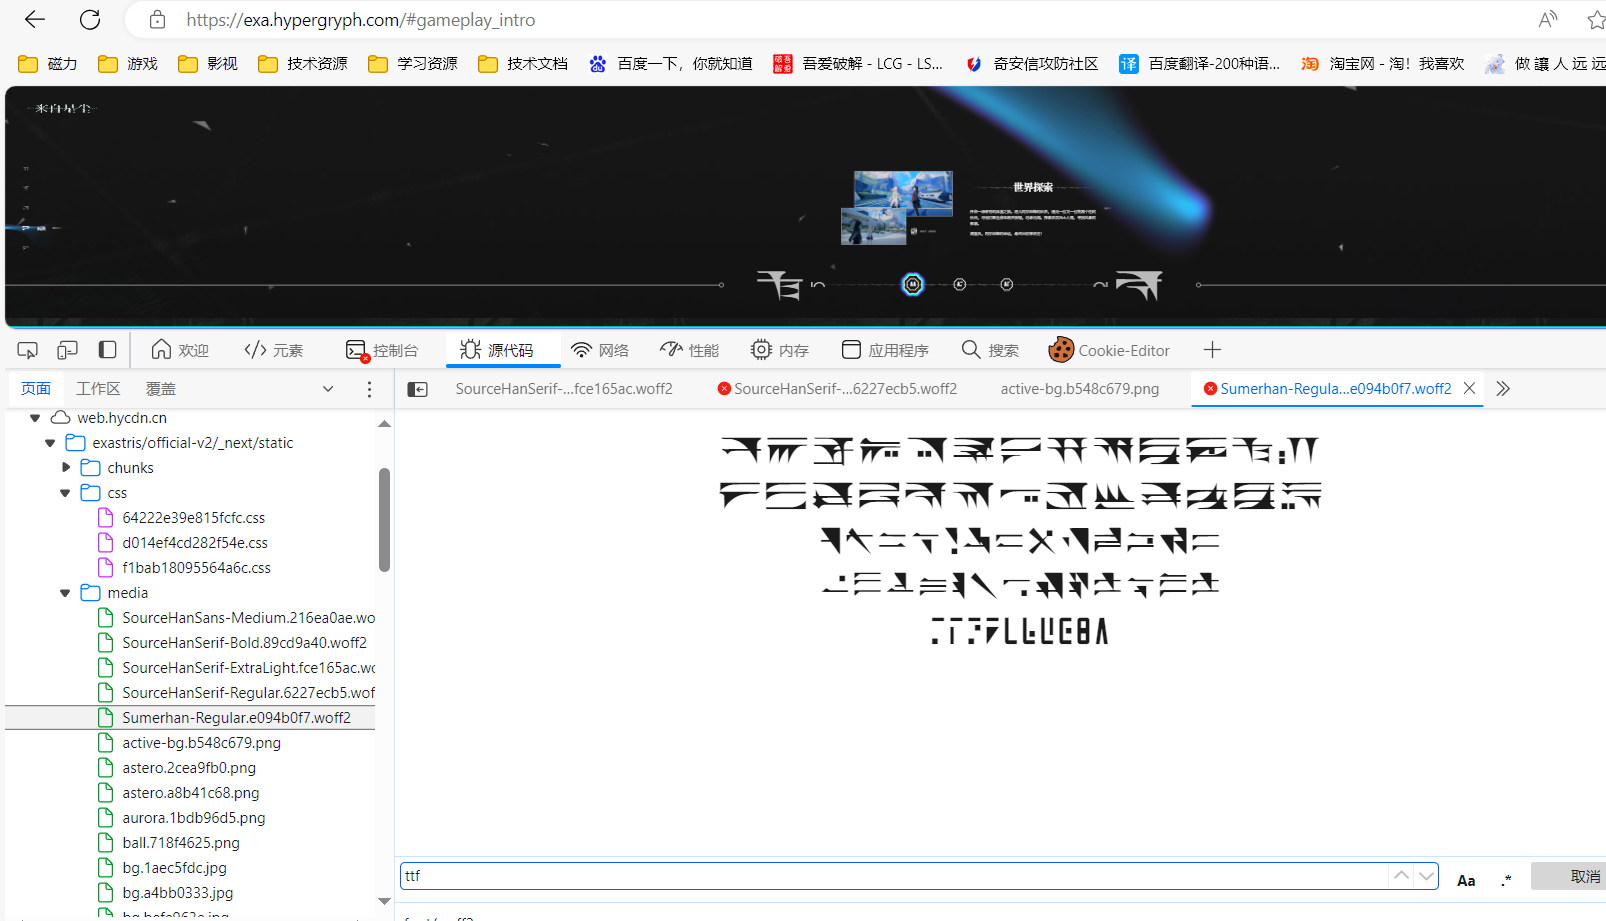 https://exa.hypergryph.com/#gameplay_intro
磁力 游戏 影视 技术资源 学习资源 技术文档 百度一下，你就知道 吾爱破解 - LCG - LS... 奇安信攻防社区 百度翻译-200种语... 淘宝网 - 淘！我喜欢 做 讓 人 远 远
来自星尘
世界探索
欢迎 元素 控制台 源代码 网络 性能 内存 应用程序 搜索 Cookie-Editor
页面 工作区 覆盖
SourceHanSerif-...fce165ac.woff2 SourceHanSerif-...6227ecb5.woff2 active-bg.b548c679.png Sumerhan-Regula...e094b0f7.woff2
web.hycdn.cn
exastris/official-v2/_next/static
chunks
css
64222e39e815fcfc.css
d014ef4cd282f54e.css
f1bab18095564a6c.css
media
SourceHanSans-Medium.216ea0ae.wo
SourceHanSerif-Bold.89cd9a40.woff2
SourceHanSerif-ExtraLight.fce165ac.wo
SourceHanSerif-Regular.6227ecb5.wof
Sumerhan-Regular.e094b0f7.woff2
active-bg.b548c679.png
astero.2cea9fb0.png
astero.a8b41c68.png
aurora.1bdb96d5.png
ball.718f4625.png
bg.1aec5fdc.jpg
bg.a4bb0333.jpg
ttf
Aa .* 取消